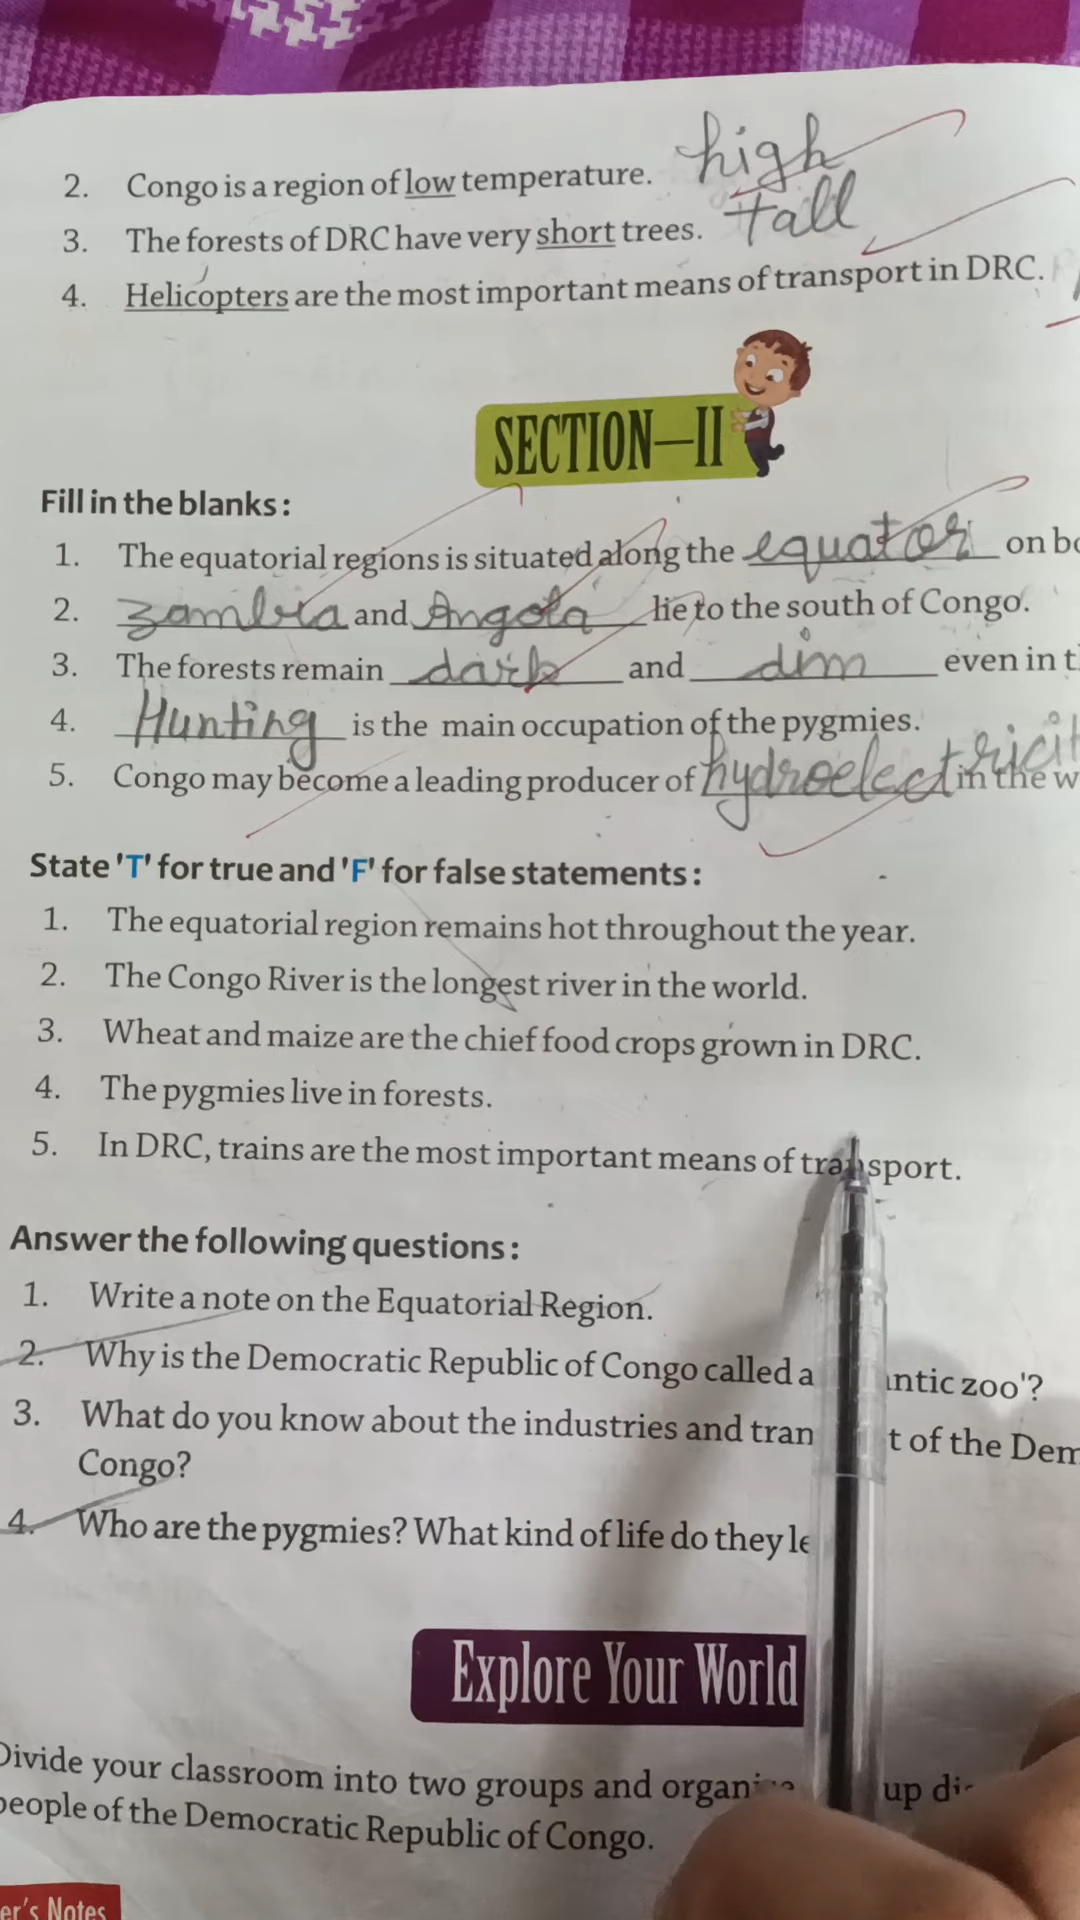 2. Congo is a region of low temperature. high
3. The forests of DRC have very short trees. tall
4. Helicopters are the most important means of transport in DRC.
SECTION—II
Fill in the blanks:
1. The equatorial regions is situated along the equator on
2. Zambia and Angola lie to the south of Congo.
3. The forests remain dark and dim even in
4. Hunting is the main occupation of the pygmies.
5. Congo may become a leading producer of hydroelectricit in the
State 'T' for true and 'F' for false statements:
1. The equatorial region remains hot throughout the year.
2. The Congo River is the longest river in the world.
3. Wheat and maize are the chief food crops grown in DRC.
4. The pygmies live in forests.
5. In DRC, trains are the most important means of transport.
Answer the following questions:
1. Write a note on the Equatorial Region.
2. Why is the Democratic Republic of Congo called a antic zoo'?
3. What do you know about the industries and tran t of the Dem
Congo?
4. Who are the pygmies? What kind of life do they le
Explore Your World
Divide your classroom into two groups and organi up di
people of the Democratic Republic of Congo.
er's Notes